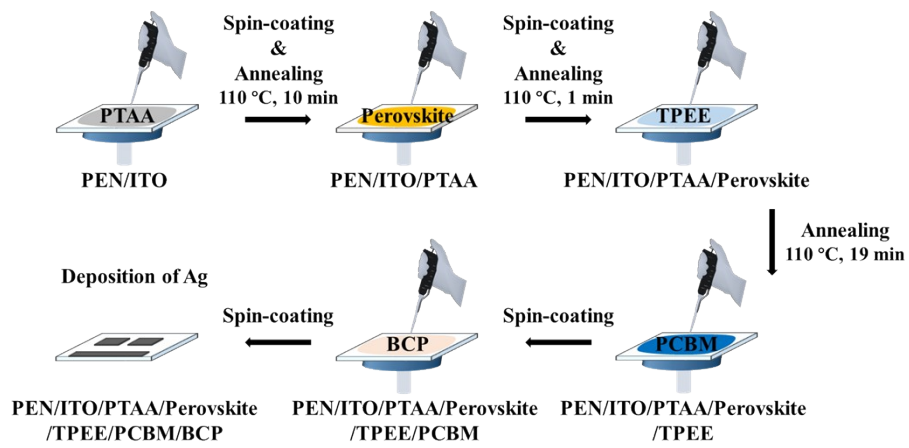 Spin-coating
&
Annealing
110 °C, 10 min
Spin-coating
&
Annealing
110 °C, 1 min
PTAA
Perovskite
TPEE
PEN/ITO
PEN/ITO/PTAA
PEN/ITO/PTAA/Perovskite
Annealing
110 °C, 19 min
Deposition of Ag
Spin-coating
Spin-coating
BCP
PCBM
PEN/ITO/PTAA/Perovskite
/TPEE/PCBM/BCP
PEN/ITO/PTAA/Perovskite
/TPEE/PCBM
PEN/ITO/PTAA/Perovskite
/TPEE